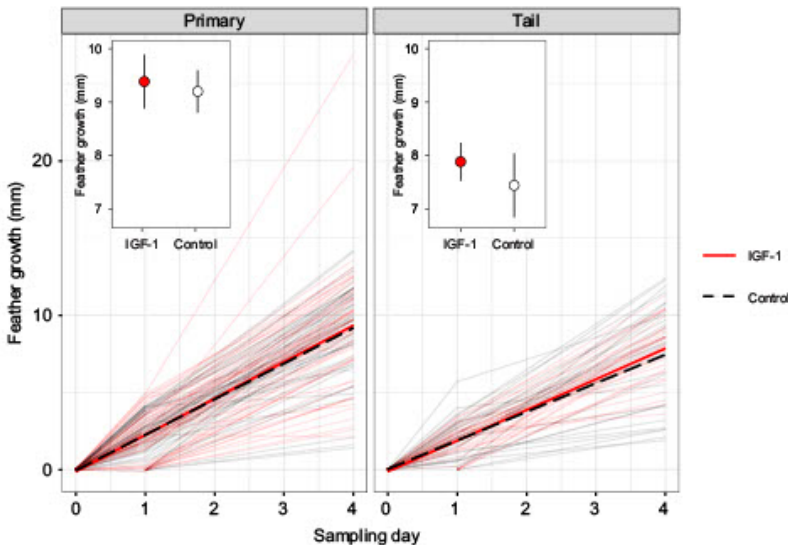 Primary
Tail
10
9
8
7
Feather growth (mm)
IGF-1 Control
10
9
8
7
Feather growth (mm)
IGF-1 Control
20
10
0
Feather growth (mm)
0 1 2 3 4
0 1 2 3 4
Sampling day
IGF-1
Control